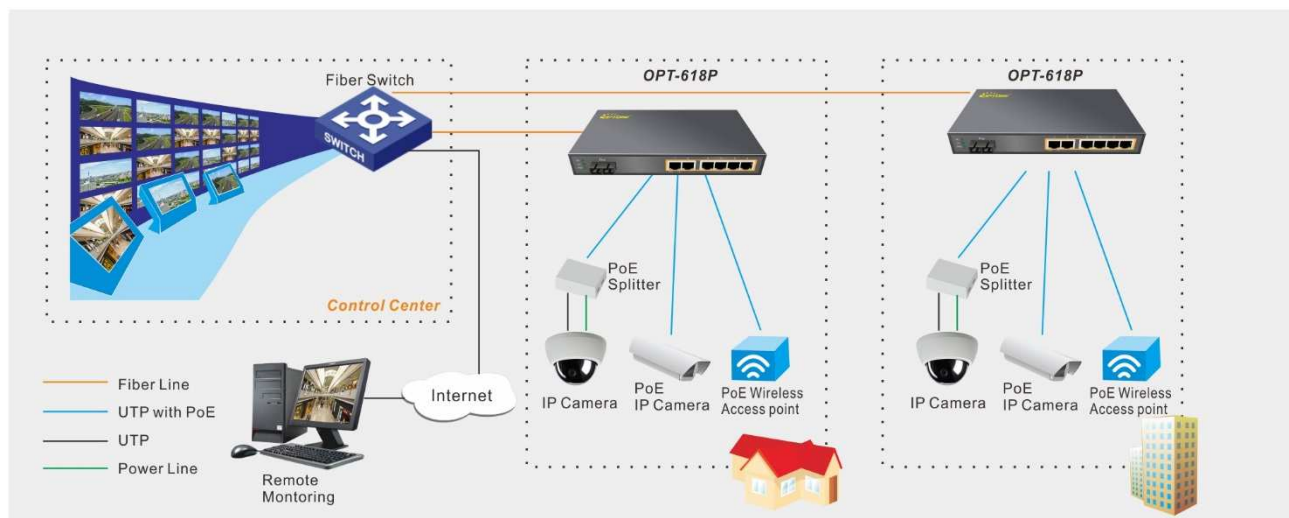 Fiber Switch
SWITCH
Control Center
OPT-618P
PoE
Splitter
IP Camera
PoE
IP Camera
PoE Wireless
Access point
OPT-618P
PoE
Splitter
IP Camera
PoE
IP Camera
PoE Wireless
Access point
Internet
Remote
Montoring
Fiber Line
UTP with PoE
UTP
Power Line